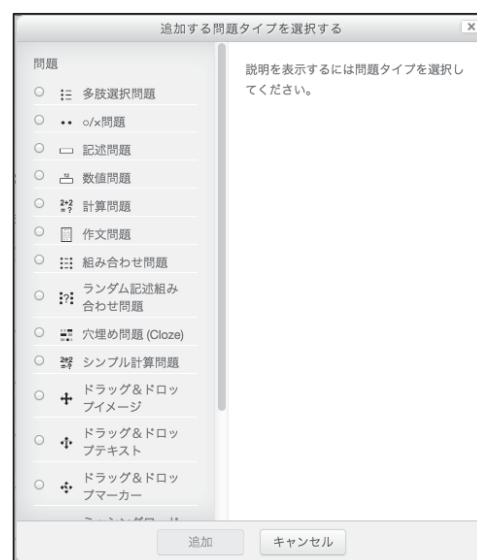 追加する問題タイプを選択する
問題
多肢選択問題
○/×問題
記述問題
数値問題
2+2
=?
計算問題
作文問題
組み合わせ問題
ランダム記述組み
合わせ問題
穴埋め問題 (Cloze)
シンプル計算問題
ドラッグ&ドロッ
プイメージ
ドラッグ&ドロッ
プテキスト
ドラッグ&ドロッ
プマーカー
説明を表示するには問題タイプを選択し
てください。
追加
キャンセル